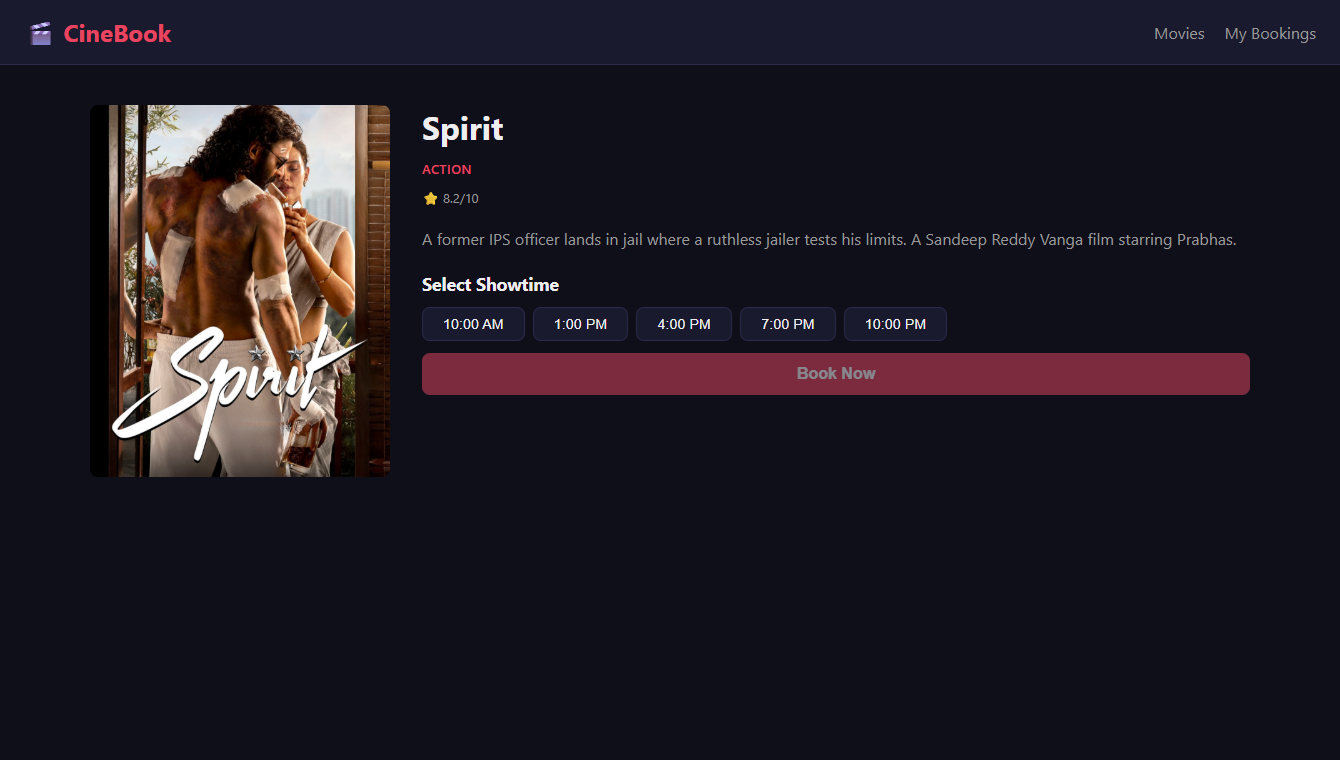 CineBook
Movies
My Bookings
Spirit
Spirit
ACTION
8.2/10
A former IPS officer lands in jail where a ruthless jailer tests his limits. A Sandeep Reddy Vanga film starring Prabhas.
Select Showtime
10:00 AM
1:00 PM
4:00 PM
7:00 PM
10:00 PM
Book Now